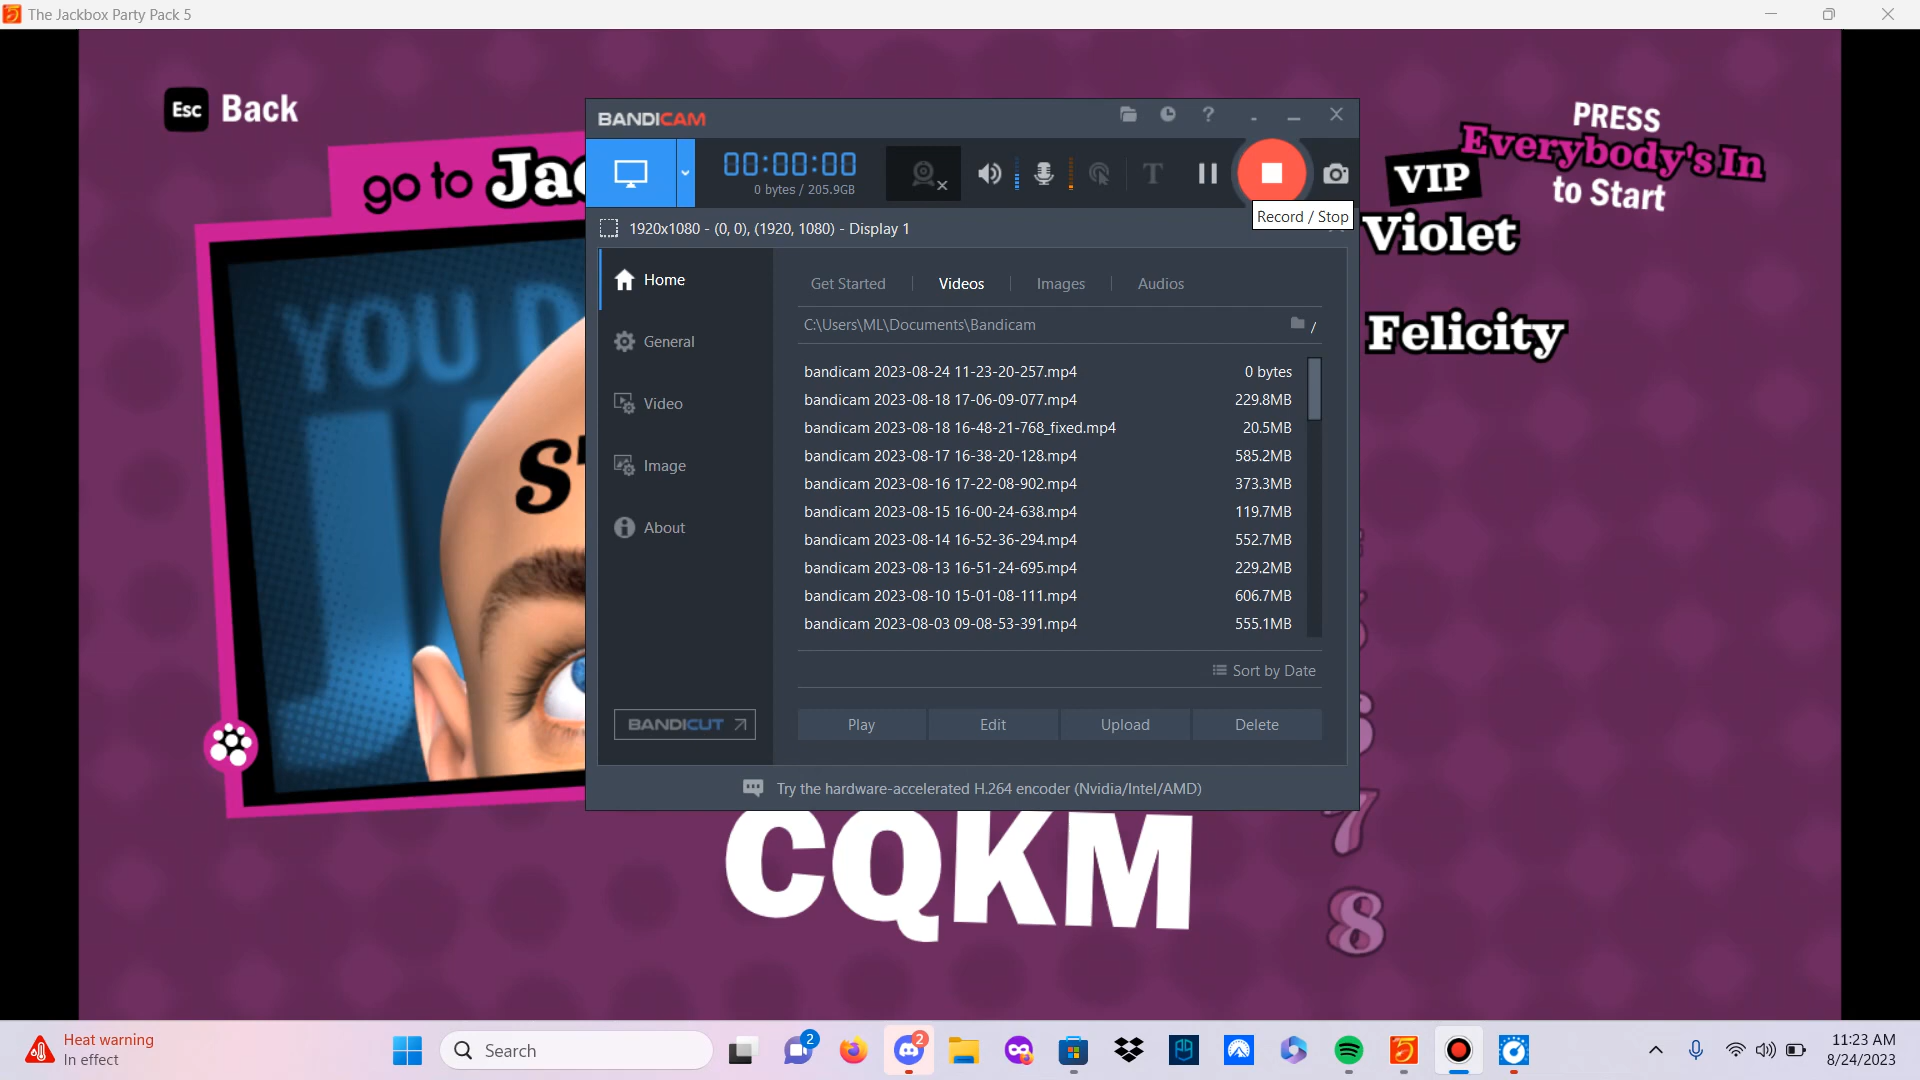 The Jackbox Party Pack 5
Esc Back
go to Jac
YOU D
ST
BANDICAM
00:00:00
0 bytes / 205.9GB
T
Record / Stop
1920x1080 - (0, 0), (1920, 1080) - Display 1
Home
General
Video
Image
About
BANDICUT
Get Started
Videos
Images
Audios
C:\Users\ML\Documents\Bandicam
bandicam 2023-08-24 11-23-20-257.mp4 0 bytes
bandicam 2023-08-18 17-06-09-077.mp4 229.8MB
bandicam 2023-08-18 16-48-21-768_fixed.mp4 20.5MB
bandicam 2023-08-17 16-38-20-128.mp4 585.2MB
bandicam 2023-08-16 17-22-08-902.mp4 373.3MB
bandicam 2023-08-15 16-00-24-638.mp4 119.7MB
bandicam 2023-08-14 16-52-36-294.mp4 552.7MB
bandicam 2023-08-13 16-51-24-695.mp4 229.2MB
bandicam 2023-08-10 15-01-08-111.mp4 606.7MB
bandicam 2023-08-03 09-08-53-391.mp4 555.1MB
Sort by Date
Play
Edit
Upload
Delete
Try the hardware-accelerated H.264 encoder (Nvidia/Intel/AMD)
PRESS
Everybody's In
to Start
VIP
Violet
Felicity
7
8
CQKM
Heat warning
In effect
Search
2
2
11:23 AM
8/24/2023